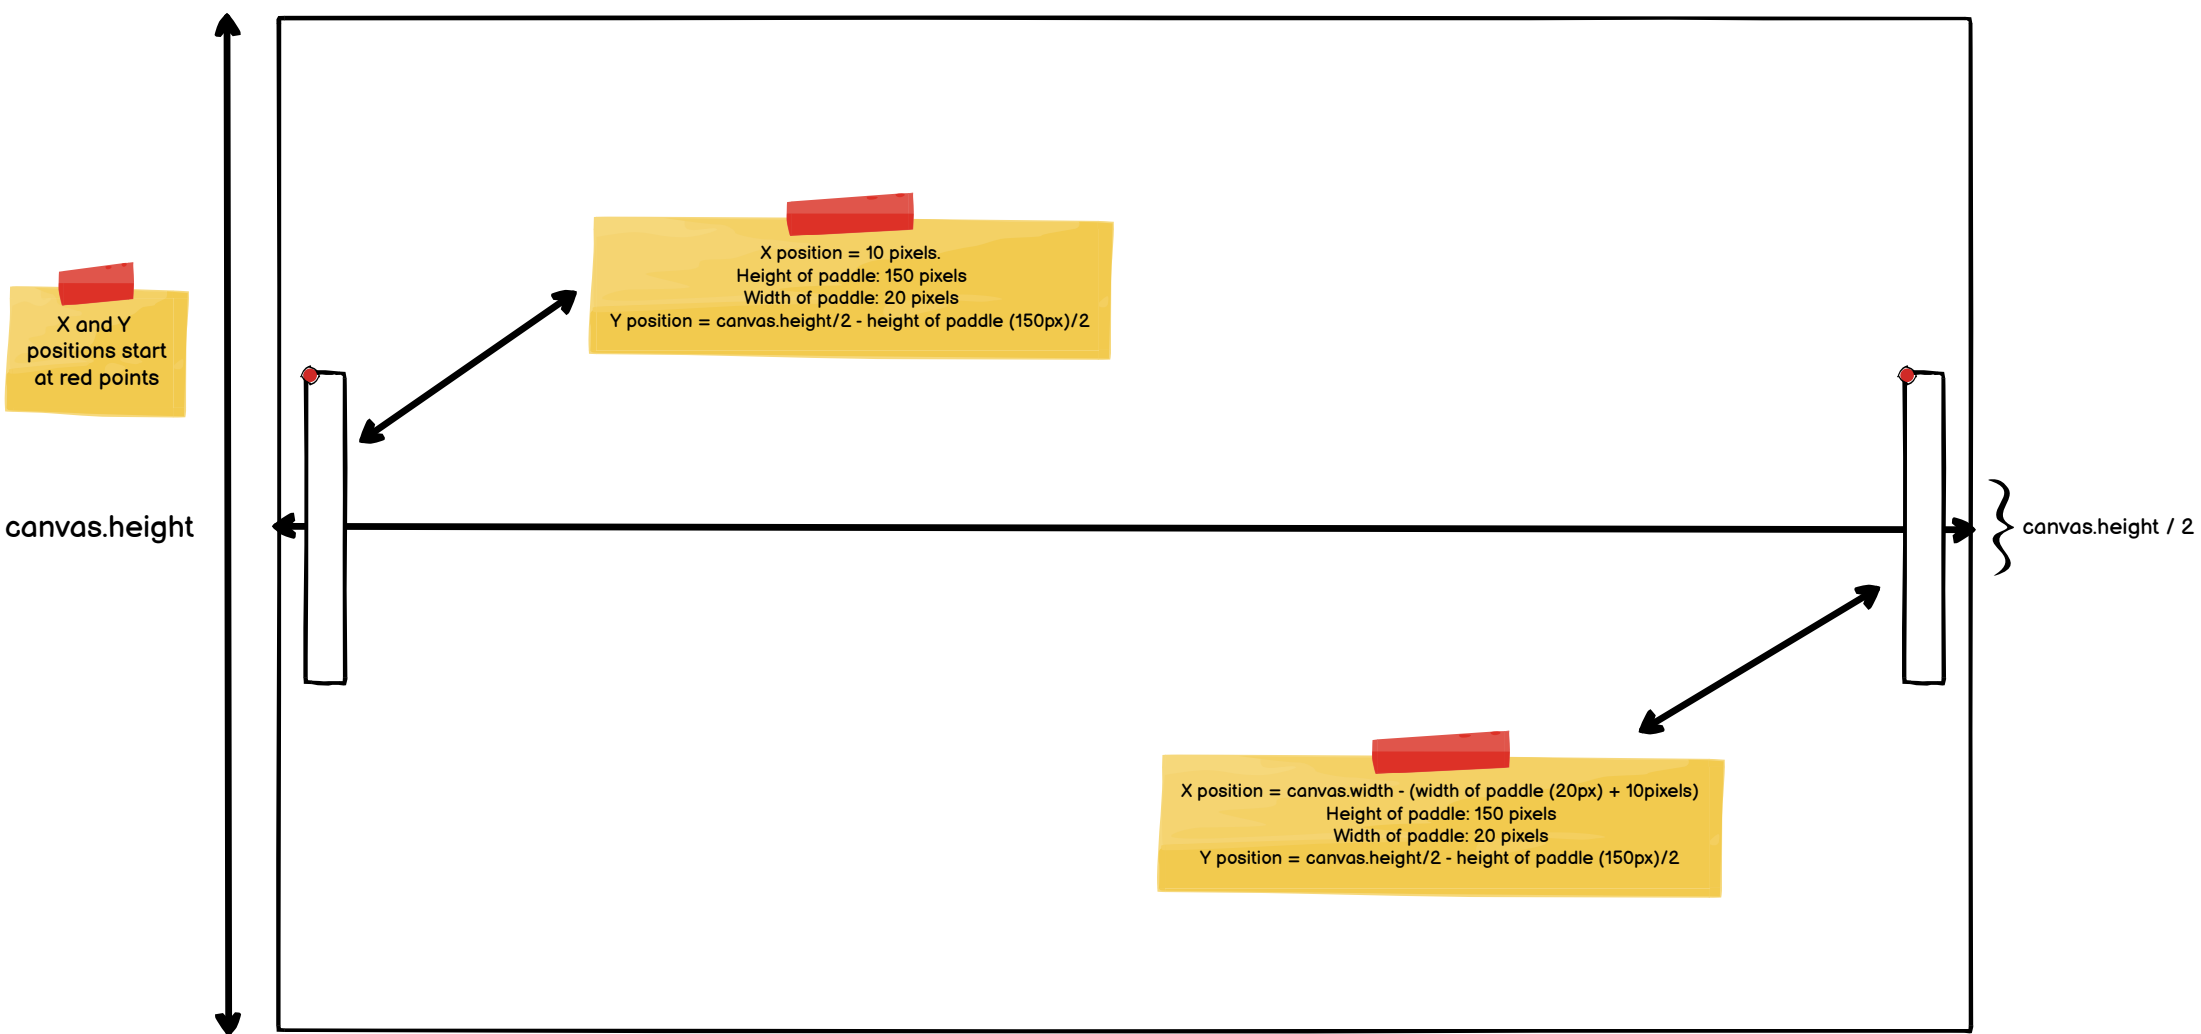 X position = 10 pixels.
Height of paddle: 150 pixels
Width of paddle: 20 pixels
Y position = canvas.height/2 - height of paddle (150px)/2
X and Y
positions start
at red points
canvas.height
canvas.height / 2
X position = canvas.width - (width of paddle (20px) + 10pixels)
Height of paddle: 150 pixels
Width of paddle: 20 pixels
Y position = canvas.height/2 - height of paddle (150px)/2